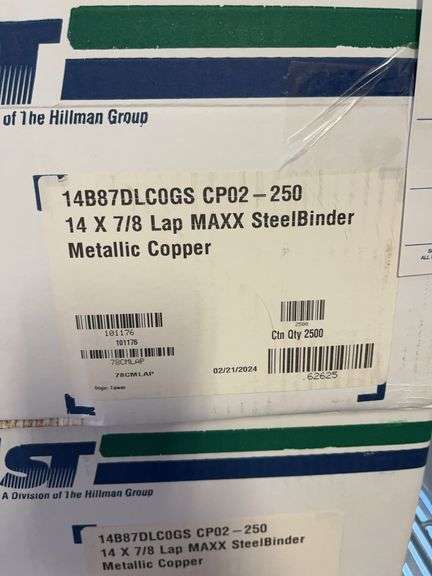 ST
of The Hillman Group
14B87DLC0GS CP02-250
14 X 7/8 Lap MAXX SteelBinder
Metallic Copper
101176
101176
78CMLAP
78CMLAP
2500
Ctn Qty 2500
02/21/2024
62625
Origin: Taiwan
ST
A Division of The Hillman Group
14B87DLC0GS CP02-250
14 X 7/8 Lap MAXX SteelBinder
Metallic Copper